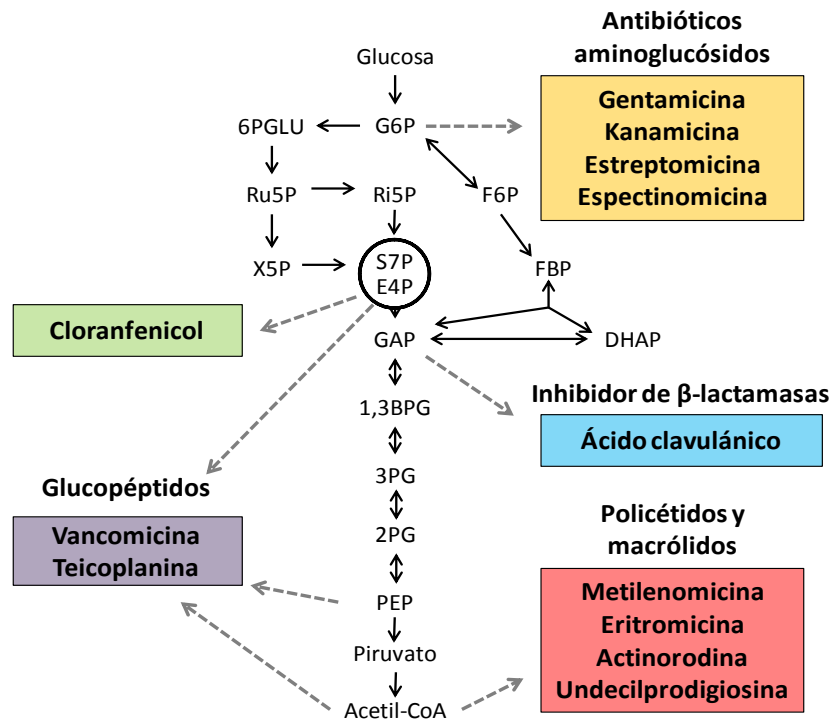 Antibióticos
aminoglucósidos
Glucosa
Gentamicina
Kanamicina
Estreptomicina
Espectinomicina
6PGLU
G6P
Ru5P
Ri5P
F6P
X5P
S7P
E4P
FBP
Cloranfenicol
GAP
DHAP
Inhibidor de β-lactamasas
Ácido clavulánico
1,3BPG
3PG
Glucopéptidos
Vancomicina
Teicoplanina
2PG
Policétidos y
macrólidos
Metilenomicina
Eritromicina
Actinorodina
Undecilprodigiosina
PEP
Piruvato
Acetil-CoA